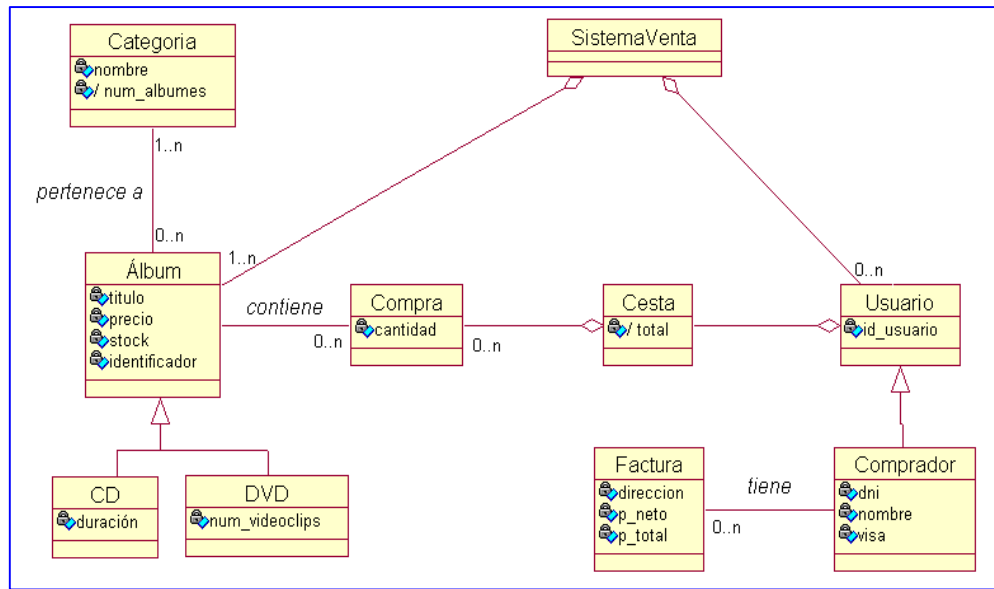 Categoria
nombre
/ num_albumes
SistemaVenta
1..n
pertenece a
0..n
1..n
0..n
Álbum
titulo
precio
stock
identificador
contiene
0..n
Compra
cantidad
0..n
Cesta
/ total
Usuario
id_usuario
CD
duración
DVD
num_videoclips
Factura
direccion
p_neto
p_total
tiene
0..n
Comprador
dni
nombre
visa